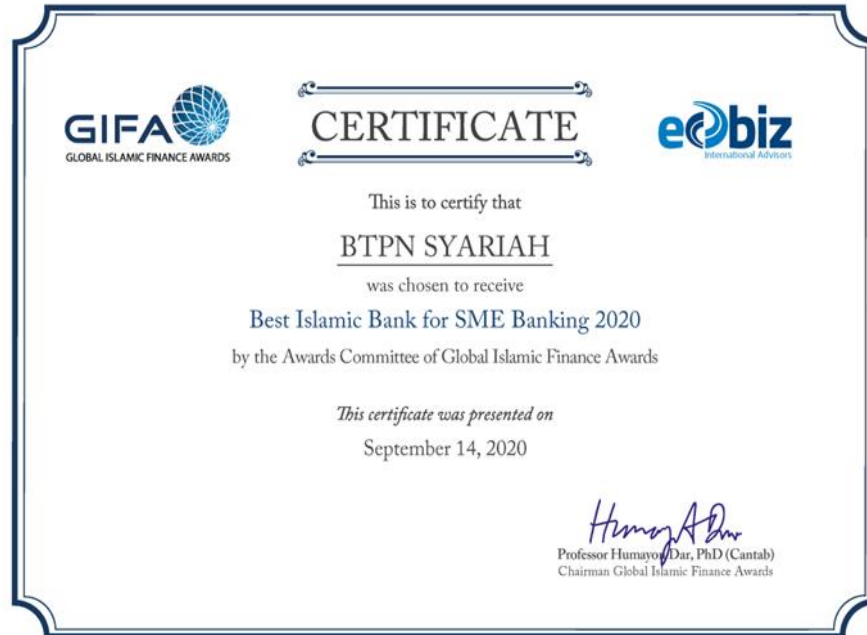 GIFA
GLOBAL ISLAMIC FINANCE AWARDS
CERTIFICATE
ecobiz
International Advisors
This is to certify that
BTPN SYARIAH
was chosen to receive
Best Islamic Bank for SME Banking 2020
by the Awards Committee of Global Islamic Finance Awards
This certificate was presented on
September 14, 2020
Professor Humayon Dar, PhD (Cantab)
Chairman Global Islamic Finance Awards